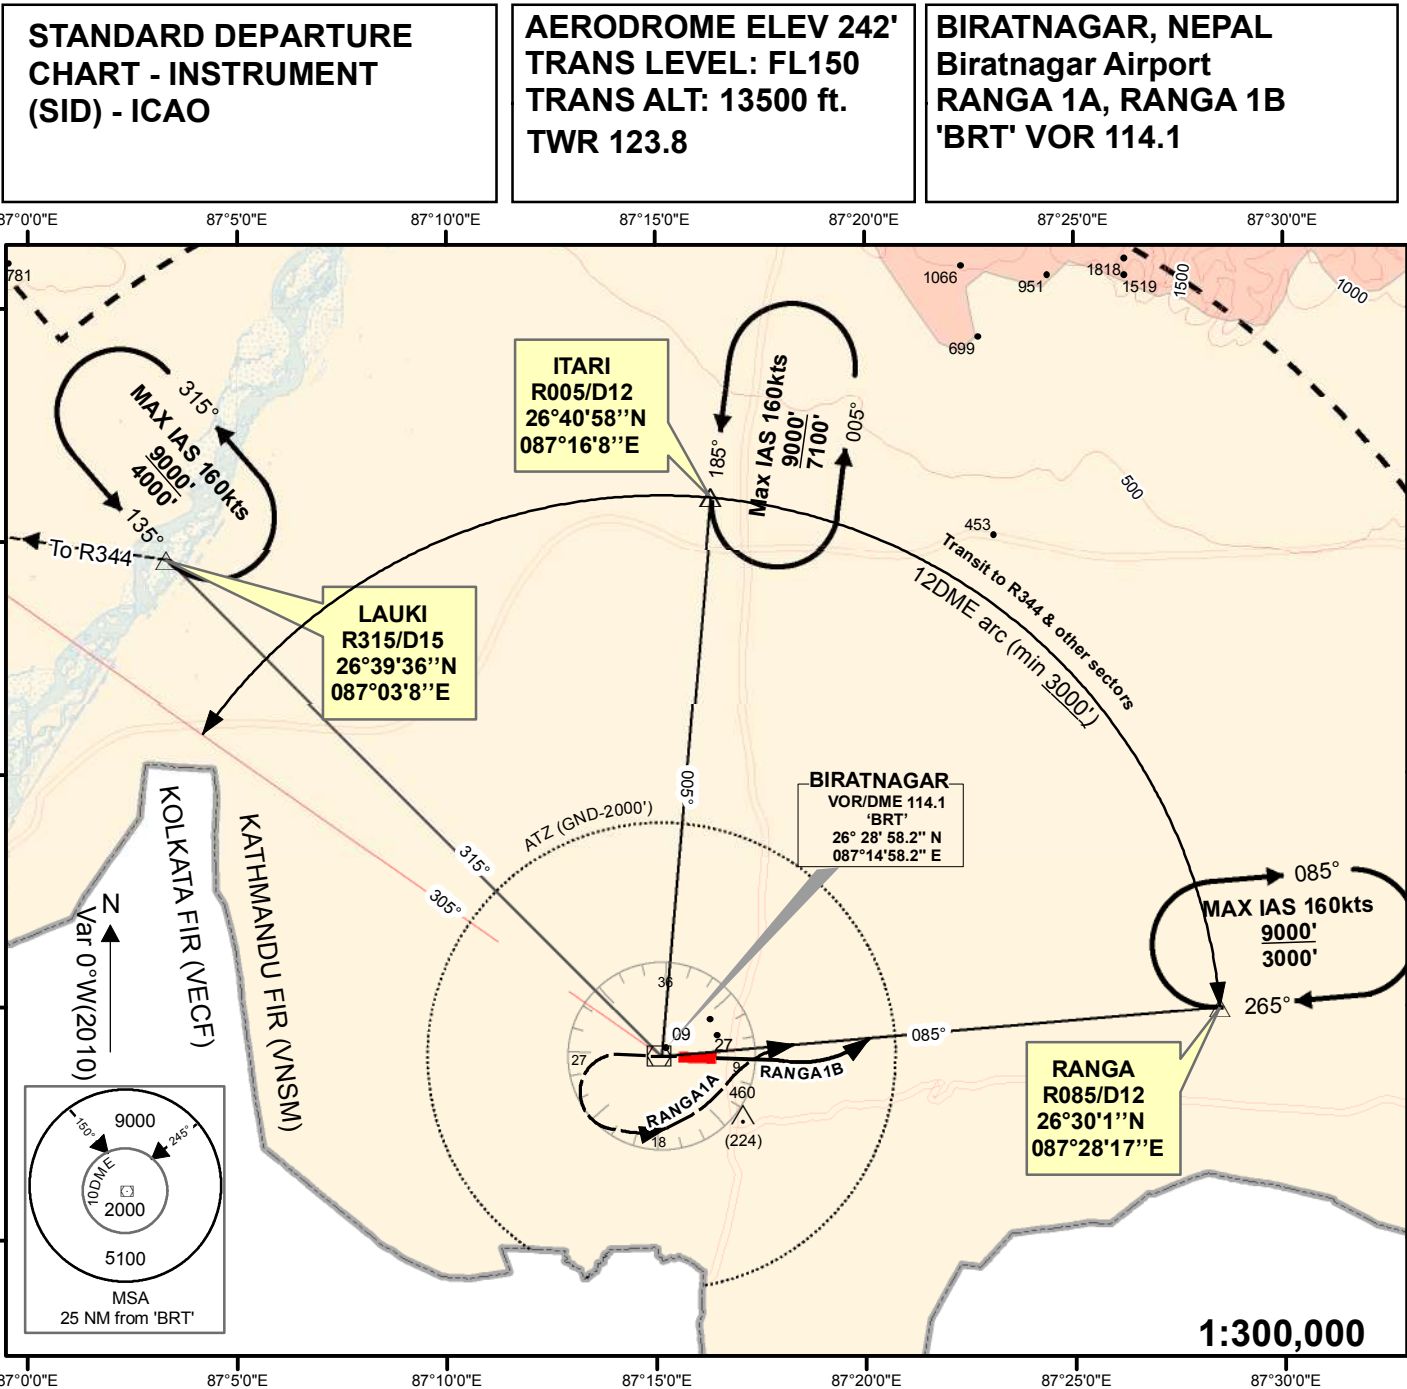 STANDARD DEPARTURE
CHART - INSTRUMENT
(SID) - ICAO
AERODROME ELEV 242'
TRANS LEVEL: FL150
TRANS ALT: 13500 ft.
TWR 123.8
BIRATNAGAR, NEPAL
Biratnagar Airport
RANGA 1A, RANGA 1B
'BRT' VOR 114.1
87°0'0"E
87°5'0"E
87°10'0"E
87°15'0"E
87°20'0"E
87°25'0"E
87°30'0"E
781
1066
951
1818
1519
1500
1000
699
500
453
315°
MAX IAS 160kts
9000'
4000'
135°
To R344
ITARI
R005/D12
26°40'58’’N
087°16'8’’E
185°
Max IAS 160kts
9000'
7100'
005°
LAUKI
R315/D15
26°39'36’’N
087°03'8’’E
Transit to R344 & other sectors
12DME arc (min 3000')
BIRATNAGAR
VOR/DME 114.1
‘BRT’
26° 28' 58.2" N
087°14'58.2" E
005°
ATZ (GND-2000')
315°
305°
KOLKATA FIR (VECF)
KATHMANDU FIR (VNSM)
N
Var 0°W(2010)
085°
MAX IAS 160kts
9000'
3000'
265°
085°
36
09
27
27
9
18
RANGA1A
RANGA1B
460
(224)
RANGA
R085/D12
26°30'1’’N
087°28'17’’E
150°
9000
245°
10DME
2000
5100
MSA
25 NM from 'BRT'
1:300,000
87°0'0"E
87°5'0"E
87°10'0"E
87°15'0"E
87°20'0"E
87°25'0"E
87°30'0"E